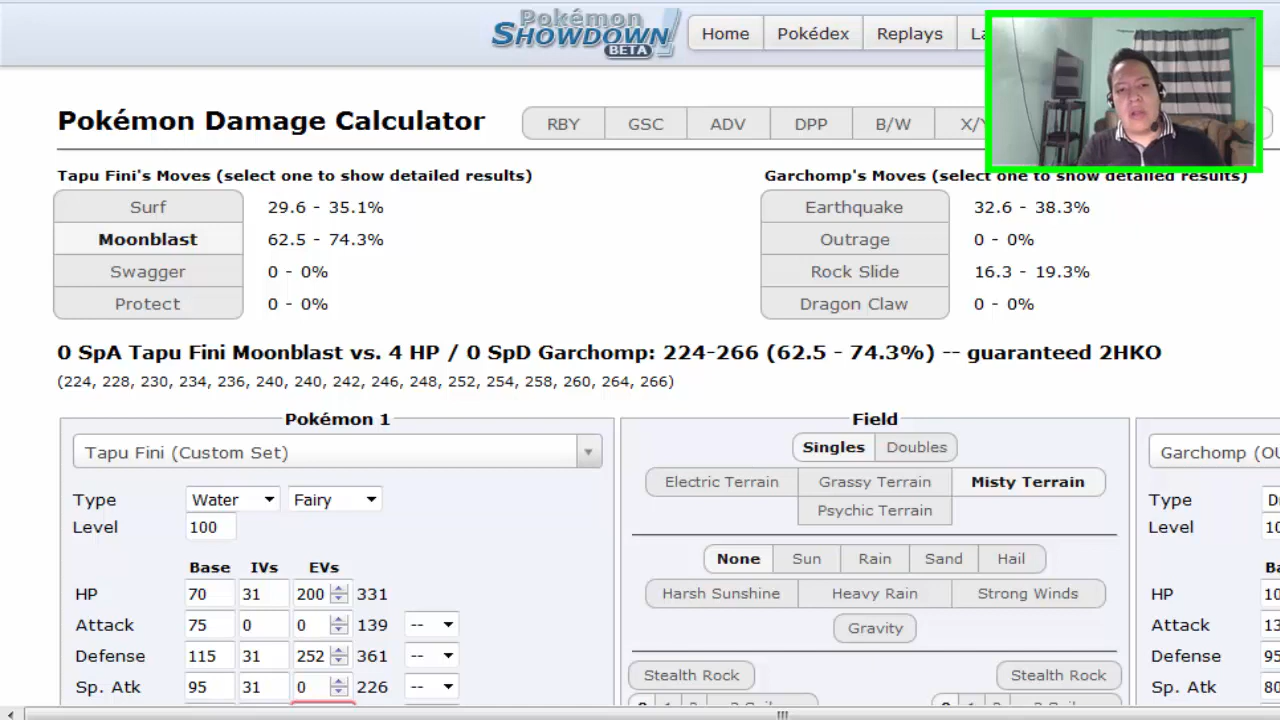 Pokémon
SHOWDOWN!
BETA
Home
Pokédex
Replays
Pokémon Damage Calculator
RBY
GSC
ADV
DPP
B/W
Tapu Fini's Moves (select one to show detailed results)
Surf 29.6 - 35.1%
Moonblast 62.5 - 74.3%
Swagger 0 - 0%
Protect 0 - 0%
Garchomp's Moves (select one to show detailed results)
Earthquake 32.6 - 38.3%
Outrage 0 - 0%
Rock Slide 16.3 - 19.3%
Dragon Claw 0 - 0%
0 SpA Tapu Fini Moonblast vs. 4 HP / 0 SpD Garchomp: 224-266 (62.5 - 74.3%) -- guaranteed 2HKO
(224, 228, 230, 234, 236, 240, 240, 242, 246, 248, 252, 254, 258, 260, 264, 266)
Pokémon 1
Tapu Fini (Custom Set)
Type Water Fairy
Level 100
Base IVs EVs
HP 70 31 200 331
Attack 75 0 0 139 --
Defense 115 31 252 361 --
Sp. Atk 95 31 0 226 --
Field
Singles Doubles
Electric Terrain Grassy Terrain Misty Terrain
Psychic Terrain
None Sun Rain Sand Hail
Harsh Sunshine Heavy Rain Strong Winds
Gravity
Stealth Rock Stealth Rock
Garchomp (OU
Type
Level 10
HP 10
Attack 13
Defense 95
Sp. Atk 80